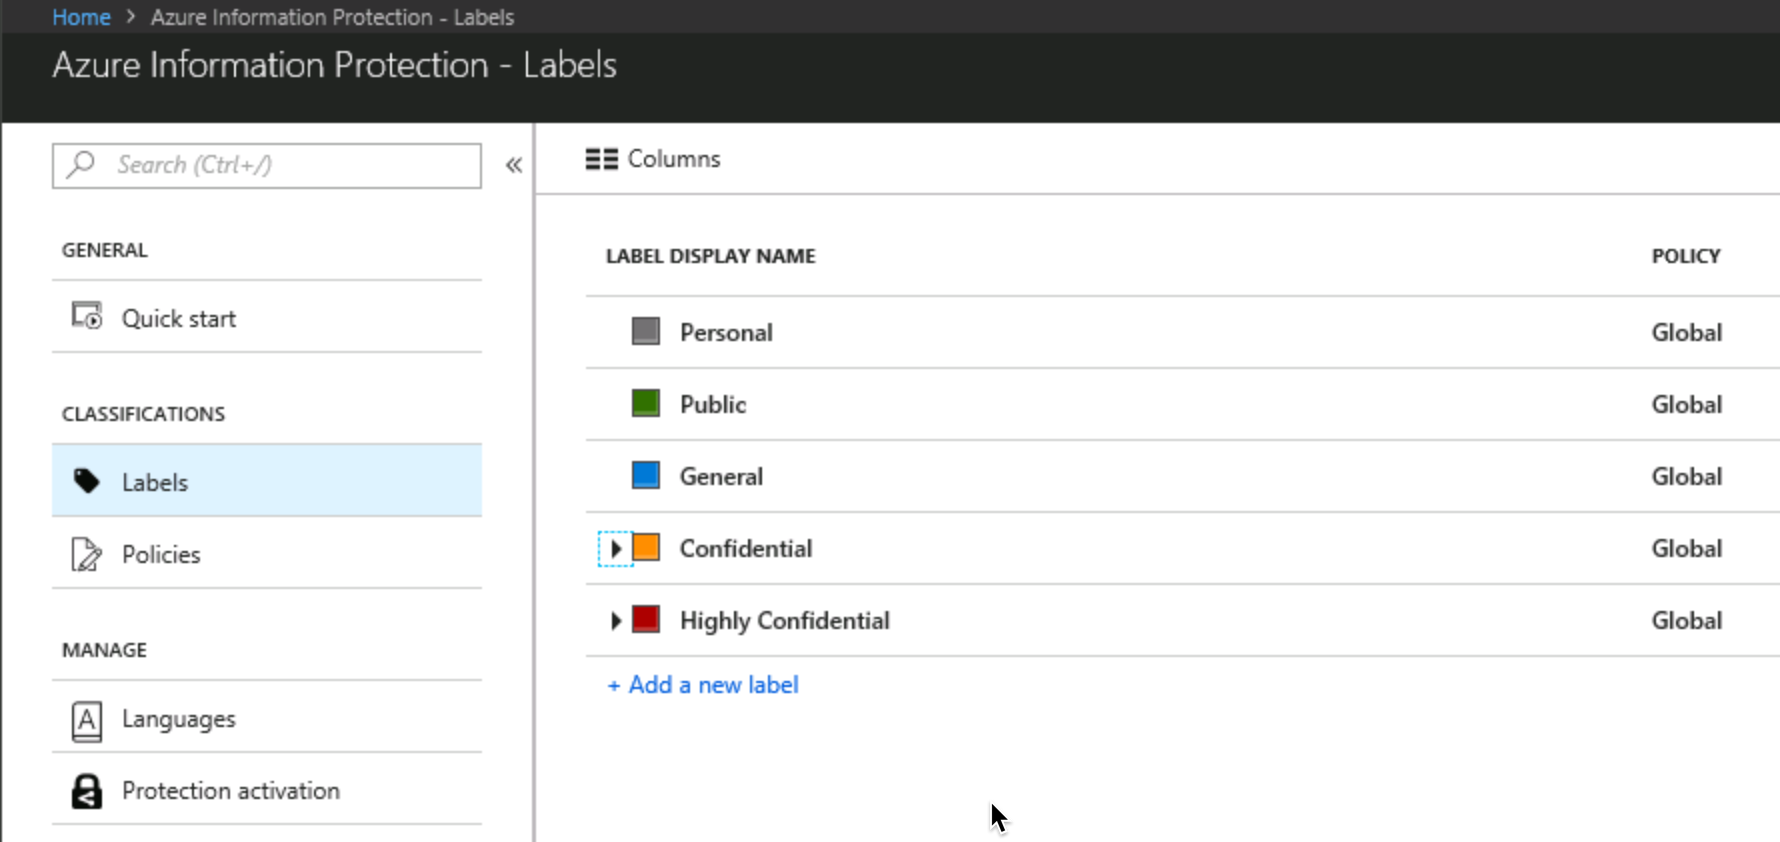 Home > Azure Information Protection - Labels
Azure Information Protection - Labels
Search (Ctrl+/)
«
GENERAL
Quick start
CLASSIFICATIONS
Labels
Policies
MANAGE
Languages
Protection activation
Columns
LABEL DISPLAY NAME POLICY
Personal Global
Public Global
General Global
Confidential Global
Highly Confidential Global
+ Add a new label